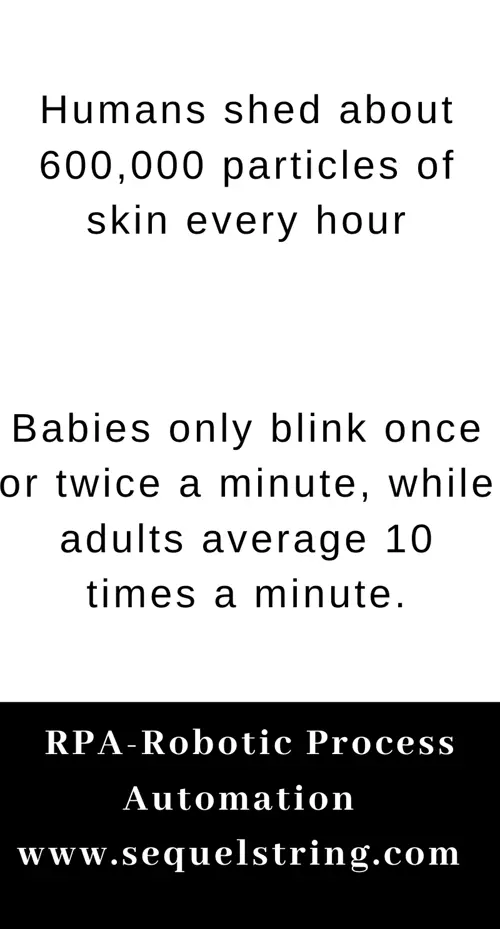 Humans shed about
600,000 particles of
skin every hour
Babies only blink once
or twice a minute, while
adults average 10
times a minute.
RPA-Robotic Process
Automation
www.sequelstring.com